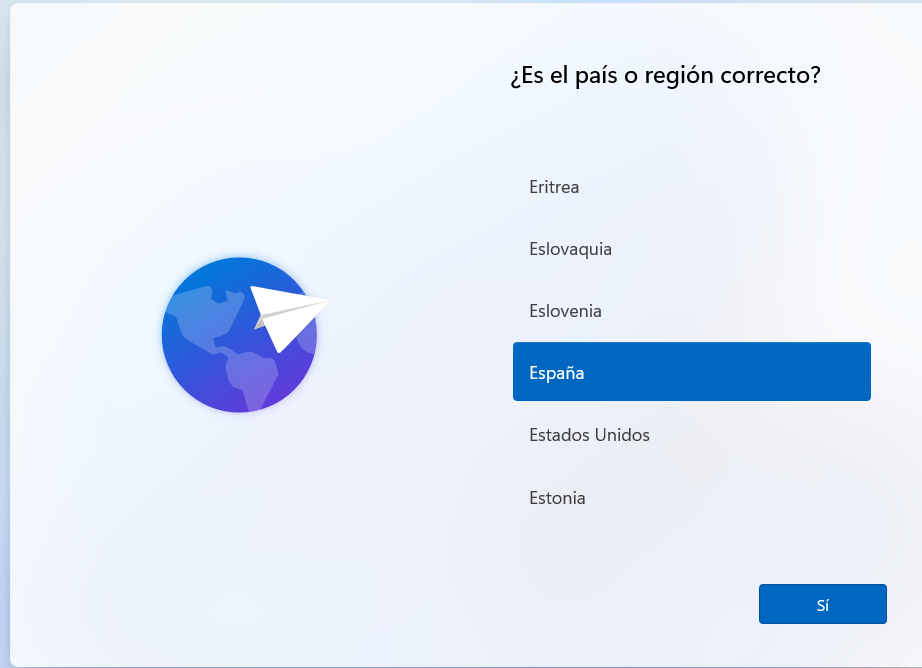 ¿Es el país o región correcto?
Eritrea
Eslovaquia
Eslovenia
España
Estados Unidos
Estonia
Sí